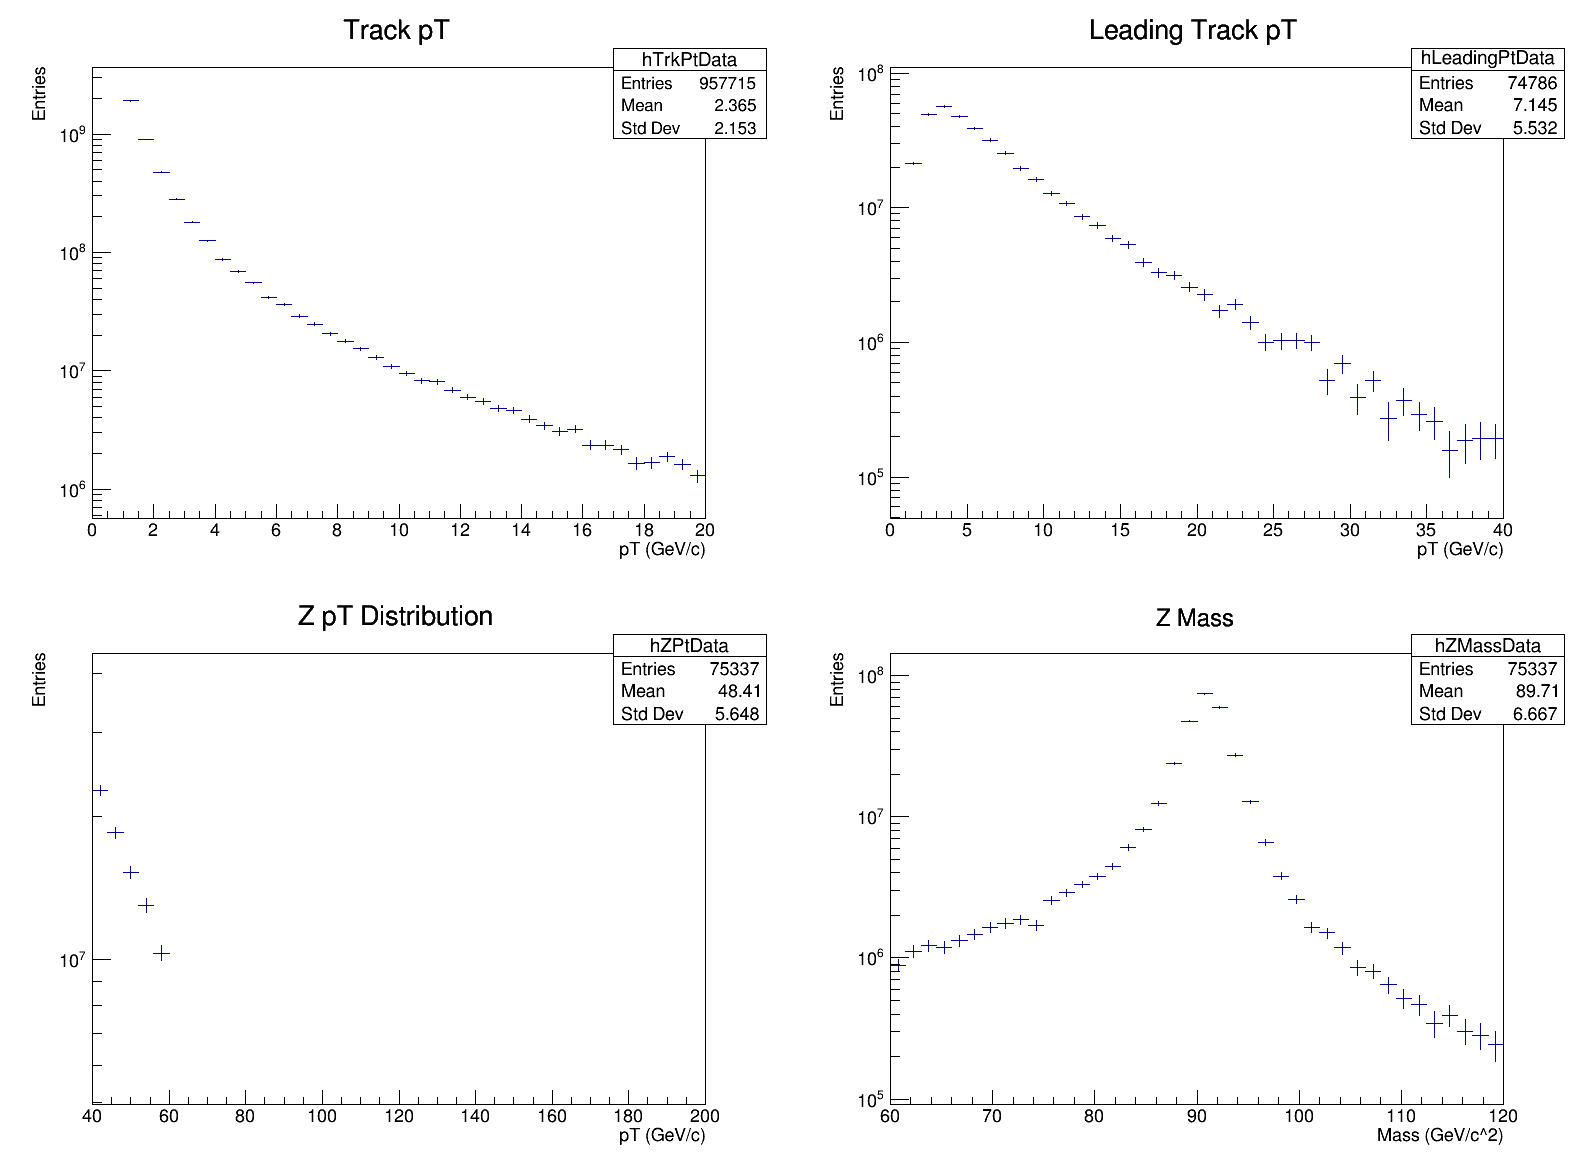 Track pT
Entries
hTrkPtData
Entries 957715
Mean 2.365
Std Dev 2.153
10^9
10^8
10^7
10^6
0 2 4 6 8 10 12 14 16 18 20
pT (GeV/c)
Leading Track pT
Entries
hLeadingPtData
Entries 74786
Mean 7.145
Std Dev 5.532
10^8
10^7
10^6
10^5
0 5 10 15 20 25 30 35 40
pT (GeV/c)
Z pT Distribution
Entries
hZPtData
Entries 75337
Mean 48.41
Std Dev 5.648
10^7
40 60 80 100 120 140 160 180 200
pT (GeV/c)
Z Mass
Entries
hZMassData
Entries 75337
Mean 89.71
Std Dev 6.667
10^8
10^7
10^6
10^5
60 70 80 90 100 110 120
Mass (GeV/c^2)